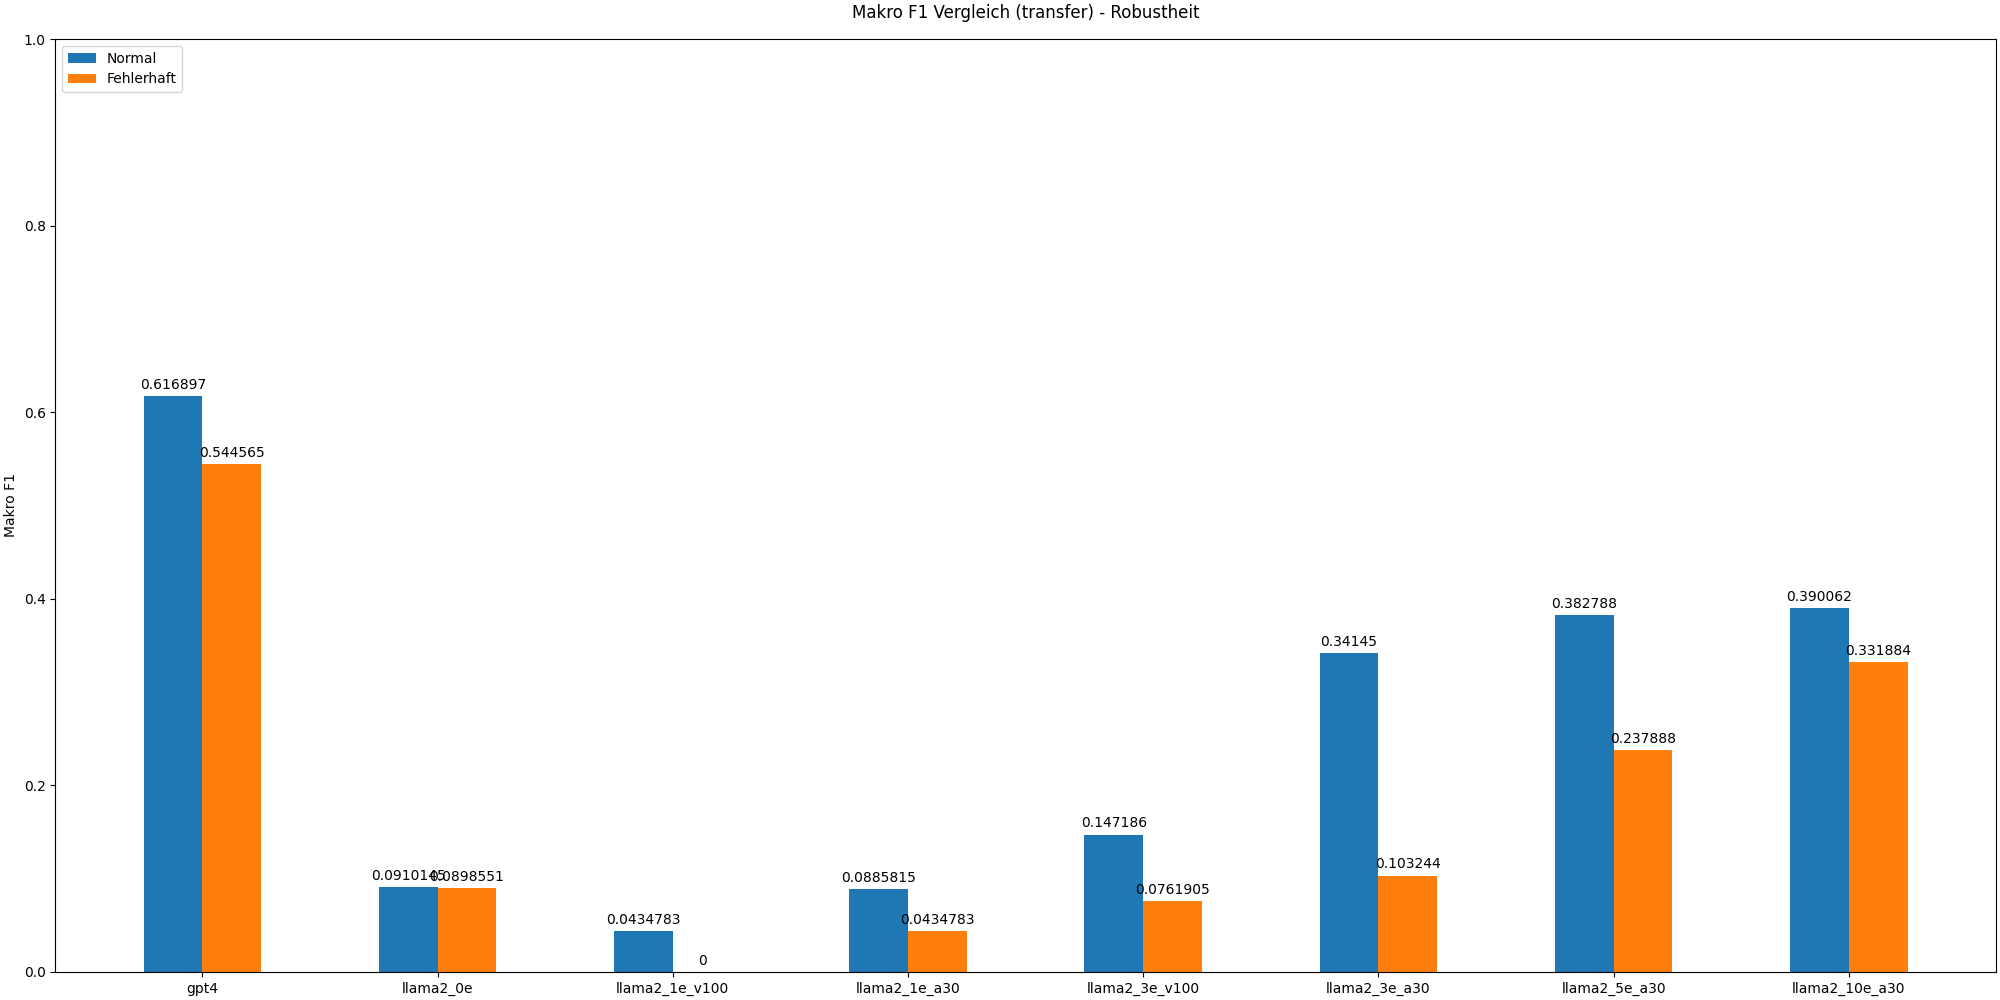 Makro F1 Vergleich (transfer) - Robustheit
1.0
Normal
Fehlerhaft
0.8
0.6
0.4
0.2
0.0
Makro F1
0.616897
0.544565
0.0910145
0.0898551
0.0434783
0
0.0885815
0.0434783
0.147186
0.0761905
0.34145
0.103244
0.382788
0.237888
0.390062
0.331884
gpt4
llama2_0e
llama2_1e_v100
llama2_1e_a30
llama2_3e_v100
llama2_3e_a30
llama2_5e_a30
llama2_10e_a30